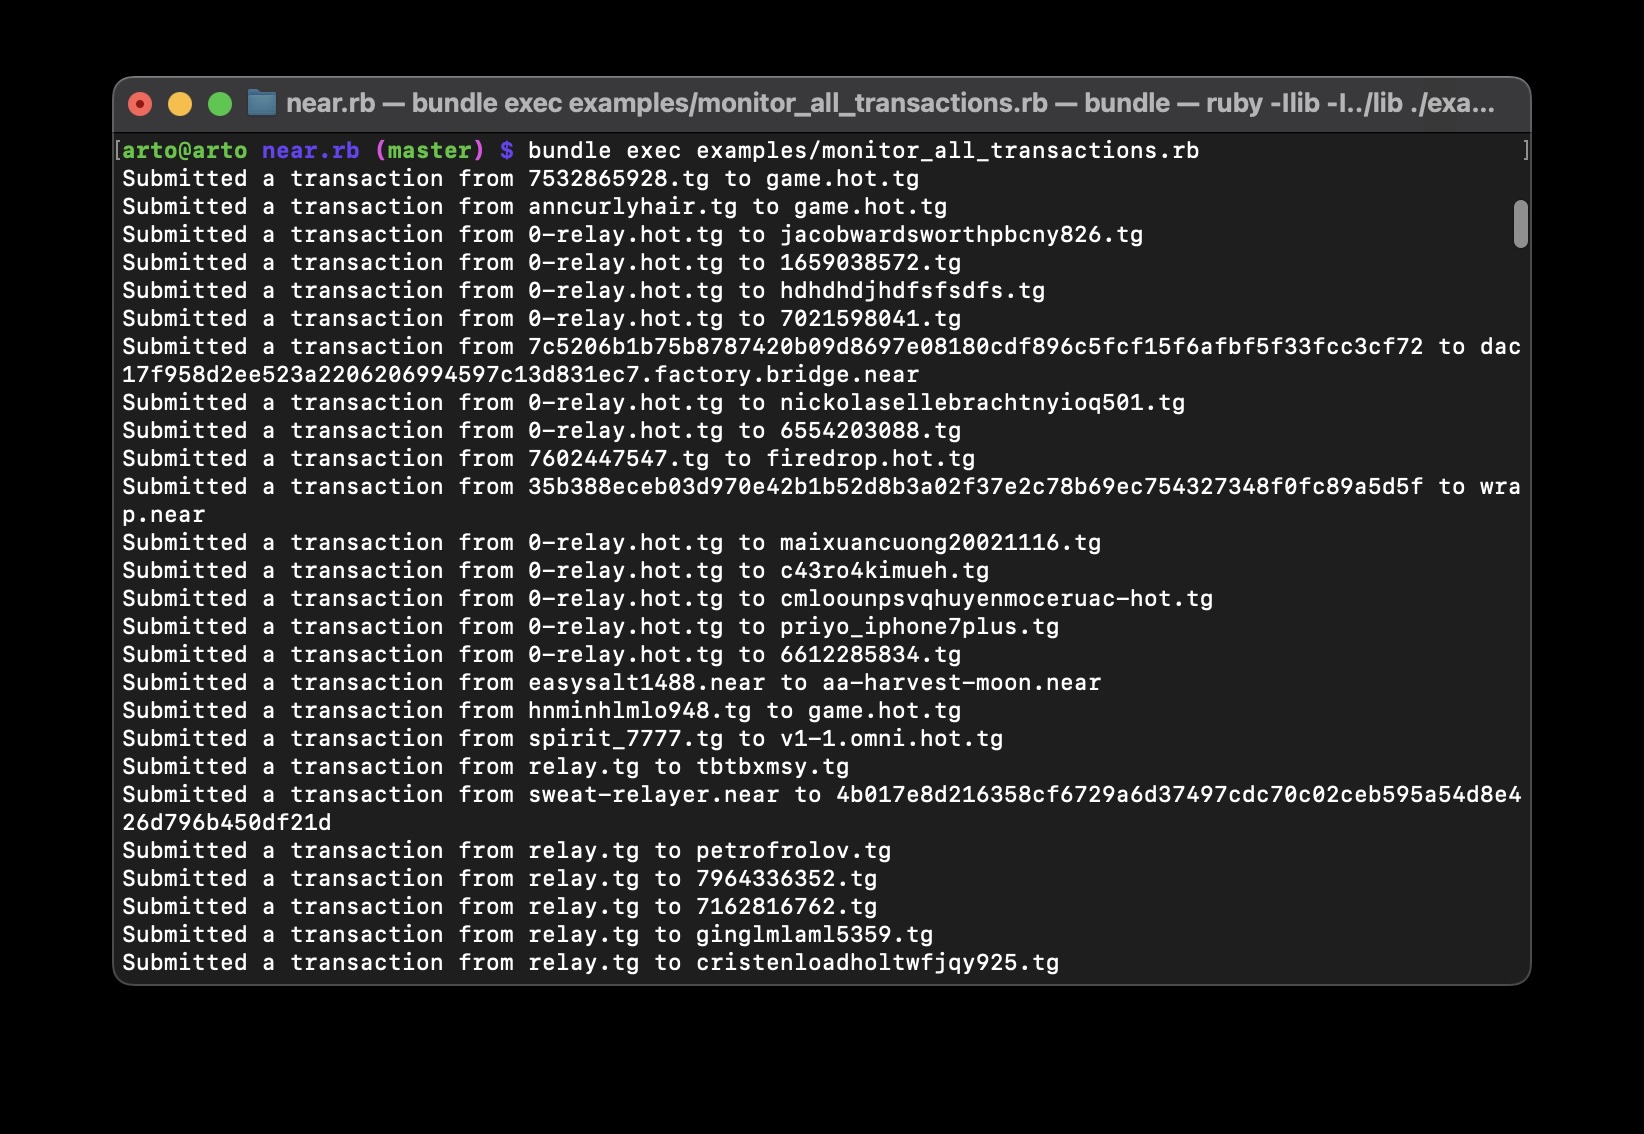 near.rb — bundle exec examples/monitor_all_transactions.rb — bundle — ruby -Ilib -I../lib ./exa...
[arto@arto near.rb (master) $ bundle exec examples/monitor_all_transactions.rb ]
Submitted a transaction from 7532865928.tg to game.hot.tg
Submitted a transaction from anncurlyhair.tg to game.hot.tg
Submitted a transaction from 0-relay.hot.tg to jacobwardsworthpbcny826.tg
Submitted a transaction from 0-relay.hot.tg to 1659038572.tg
Submitted a transaction from 0-relay.hot.tg to hdhdhdjhdfsfsdfs.tg
Submitted a transaction from 0-relay.hot.tg to 7021598041.tg
Submitted a transaction from 7c5206b1b75b8787420b09d8697e08180cdf896c5fcf15f6afbf5f33fcc3cf72 to dac
17f958d2ee523a2206206994597c13d831ec7.factory.bridge.near
Submitted a transaction from 0-relay.hot.tg to nickolasellebrachtnyioq501.tg
Submitted a transaction from 0-relay.hot.tg to 6554203088.tg
Submitted a transaction from 7602447547.tg to firedrop.hot.tg
Submitted a transaction from 35b388eceb03d970e42b1b52d8b3a02f37e2c78b69ec754327348f0fc89a5d5f to wra
p.near
Submitted a transaction from 0-relay.hot.tg to maixuancuong20021116.tg
Submitted a transaction from 0-relay.hot.tg to c43ro4kimueh.tg
Submitted a transaction from 0-relay.hot.tg to cmloounpsvqhuyenmoceruac-hot.tg
Submitted a transaction from 0-relay.hot.tg to priyo_iphone7plus.tg
Submitted a transaction from 0-relay.hot.tg to 6612285834.tg
Submitted a transaction from easysalt1488.near to aa-harvest-moon.near
Submitted a transaction from hnminhlmlo948.tg to game.hot.tg
Submitted a transaction from spirit_7777.tg to v1-1.omni.hot.tg
Submitted a transaction from relay.tg to tbtbxmsy.tg
Submitted a transaction from sweat-relayer.near to 4b017e8d216358cf6729a6d37497cdc70c02ceb595a54d8e4
26d796b450df21d
Submitted a transaction from relay.tg to petrofrolov.tg
Submitted a transaction from relay.tg to 7964336352.tg
Submitted a transaction from relay.tg to 7162816762.tg
Submitted a transaction from relay.tg to ginglmlaml5359.tg
Submitted a transaction from relay.tg to cristenloadholtwfjqy925.tg